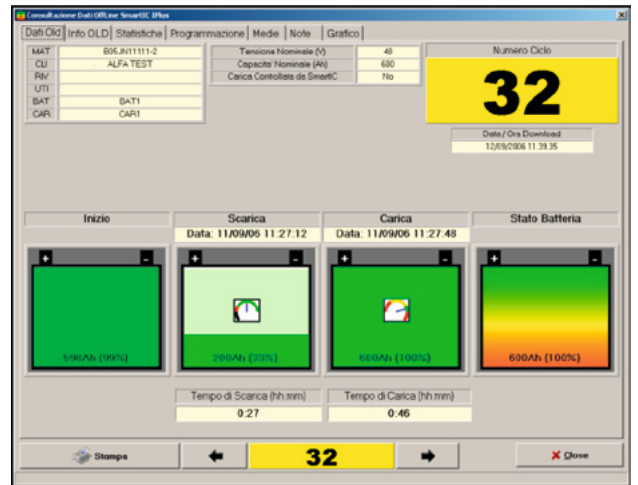 Consultazione Dati OffLine SmartIC IPlus
Dati Old Info OLD Statistiche Programmazione Medie Note Grafico
MAT B05JN11111-2
CLI ALFA TEST
RIV
UTI
BAT BAT1
CAR CAR1
Tensione Nominale (V) 48
Capacita' Nominale (Ah) 600
Carica Controllata da SmartIC No
Numero Ciclo
32
Data / Ora Download
12/09/2006 11.39.35
Inizio Scarica Carica Stato Batteria
Data: 11/09/06 11:27:12 Data: 11/09/06 11:27:48
+ - + - + - + -
598Ah (99%) 200Ah (33%) 600Ah (100%) 600Ah (100%)
Tempo di Scarica (hh:mm) Tempo di Carica (hh:mm)
0:27 0:46
Stampa 32 Close